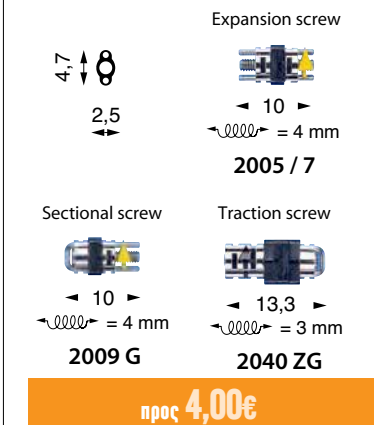 Expansion screw
4,7
2,5
10
= 4 mm
2005 / 7
Sectional screw
10
= 4 mm
2009 G
Traction screw
13,3
= 3 mm
2040 ZG
προς 4,00€